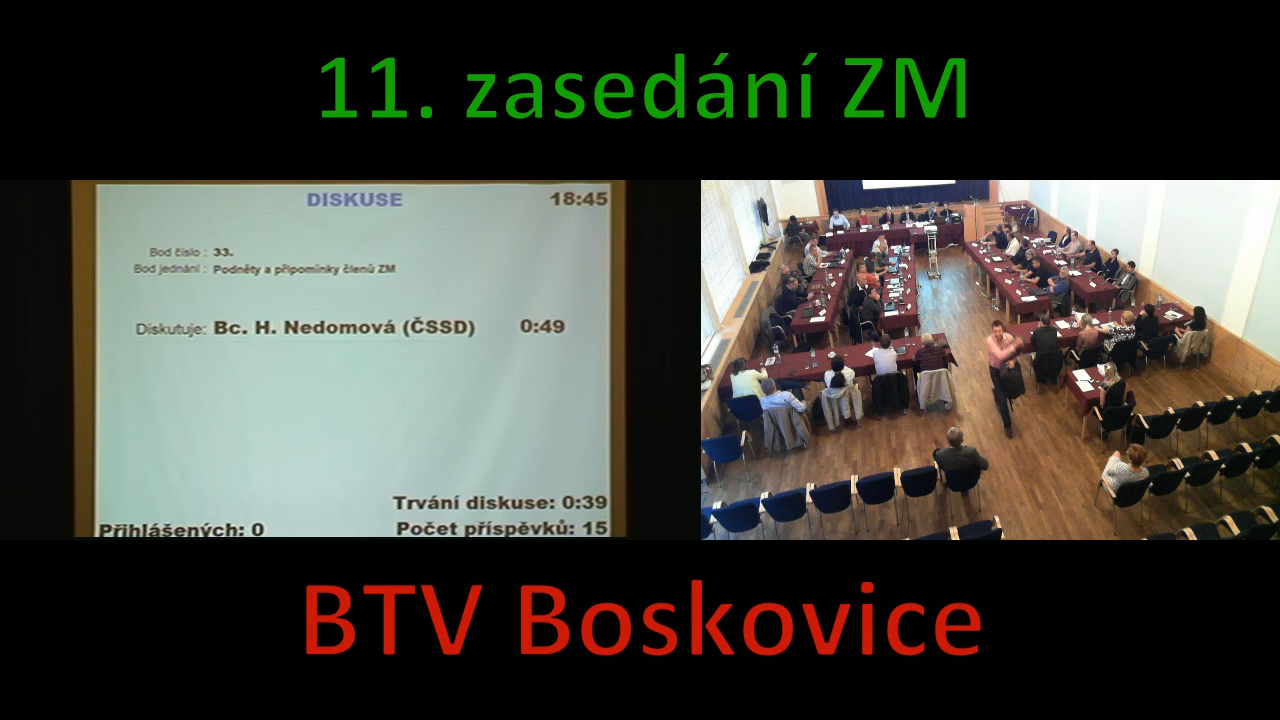 11. zasedání ZM
DISKUSE 18:45
Bod číslo : 33.
Bod jednání : Podněty a připomínky členů ZM
Diskutuje: Bc. H. Nedomová (ČSSD) 0:49
Trvání diskuse: 0:39
Přihlášených: 0 Počet příspěvků: 15
BTV Boskovice